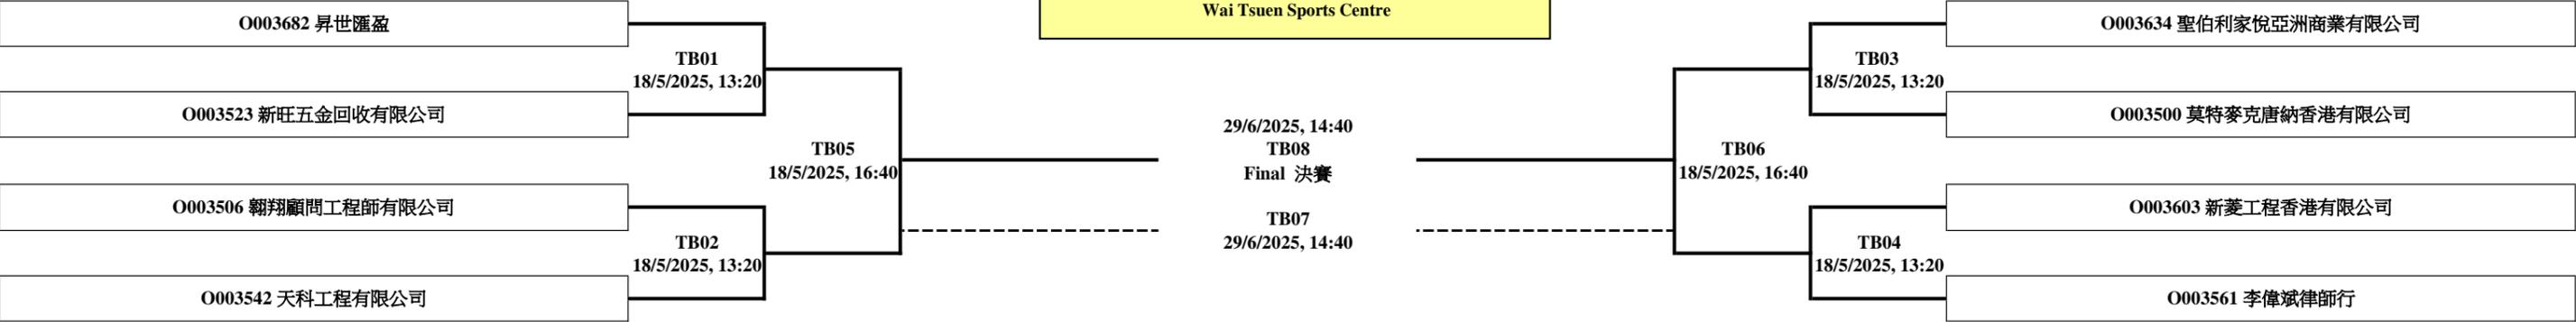 Wai Tsuen Sports Centre
O003682 昇世匯盈
TB01
18/5/2025, 13:20
O003523 新旺五金回收有限公司
TB05
18/5/2025, 16:40
O003506 翱翔顧問工程師有限公司
TB02
18/5/2025, 13:20
O003542 天科工程有限公司
29/6/2025, 14:40
TB08
Final 決賽
TB07
29/6/2025, 14:40
O003634 聖伯利家悅亞洲商業有限公司
TB03
18/5/2025, 13:20
O003500 莫特麥克唐納香港有限公司
TB06
18/5/2025, 16:40
O003603 新菱工程香港有限公司
TB04
18/5/2025, 13:20
O003561 李偉斌律師行